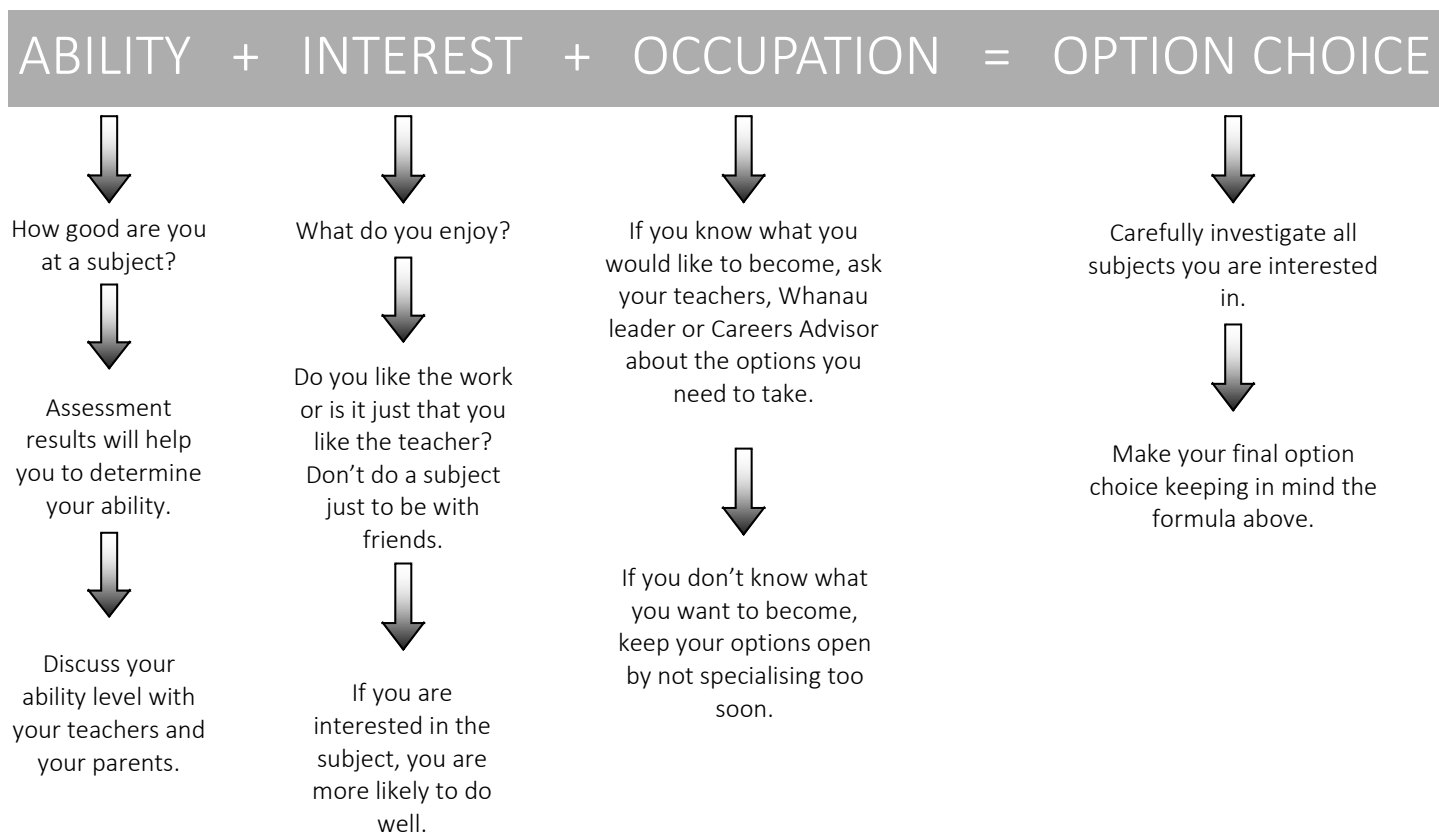 ABILITY + INTEREST + OCCUPATION = OPTION CHOICE
How good are you
at a subject?
Assessment
results will help
you to determine
your ability.
Discuss your
ability level with
your teachers and
your parents.
What do you enjoy?
Do you like the work
or is it just that you
like the teacher?
Don’t do a subject
just to be with
friends.
If you are
interested in the
subject, you are
more likely to do
well.
If you know what you
would like to become, ask
your teachers, Whanau
leader or Careers Advisor
about the options you
need to take.
If you don’t know what
you want to become,
keep your options open
by not specialising too
soon.
Carefully investigate all
subjects you are interested
in.
Make your final option
choice keeping in mind the
formula above.